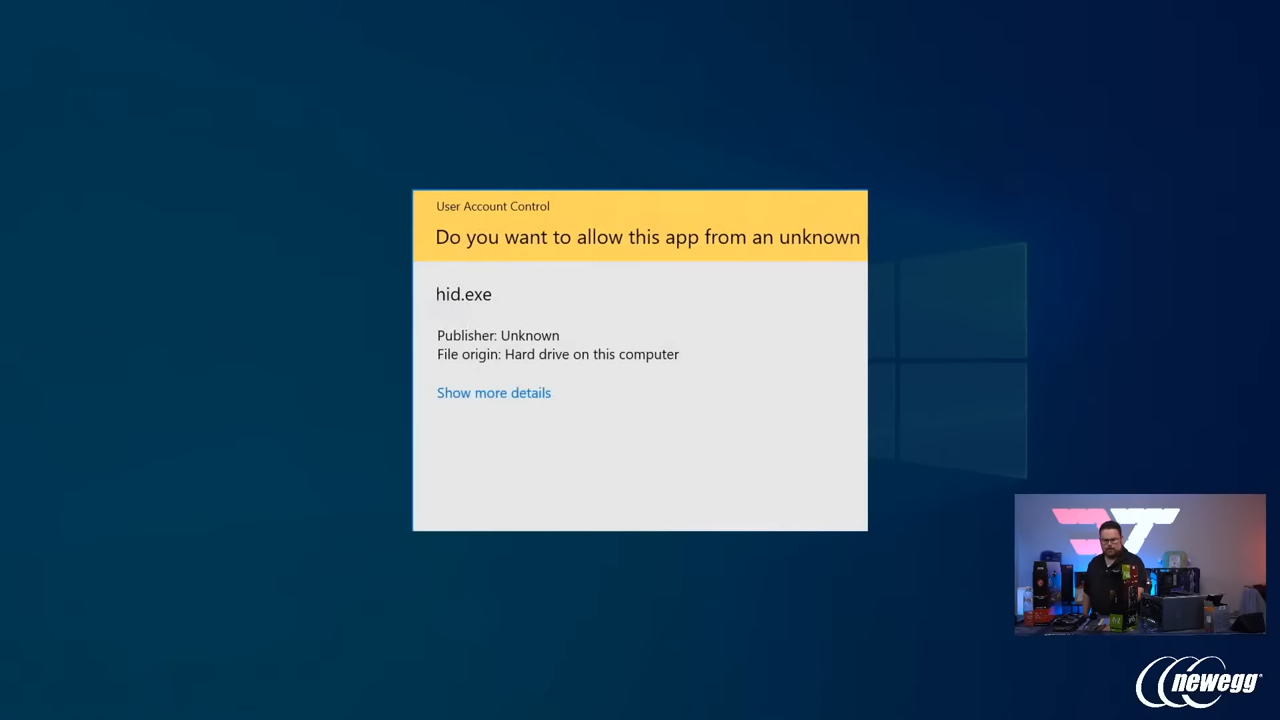 User Account Control
Do you want to allow this app from an unknown
hid.exe
Publisher: Unknown
File origin: Hard drive on this computer
Show more details
newegg